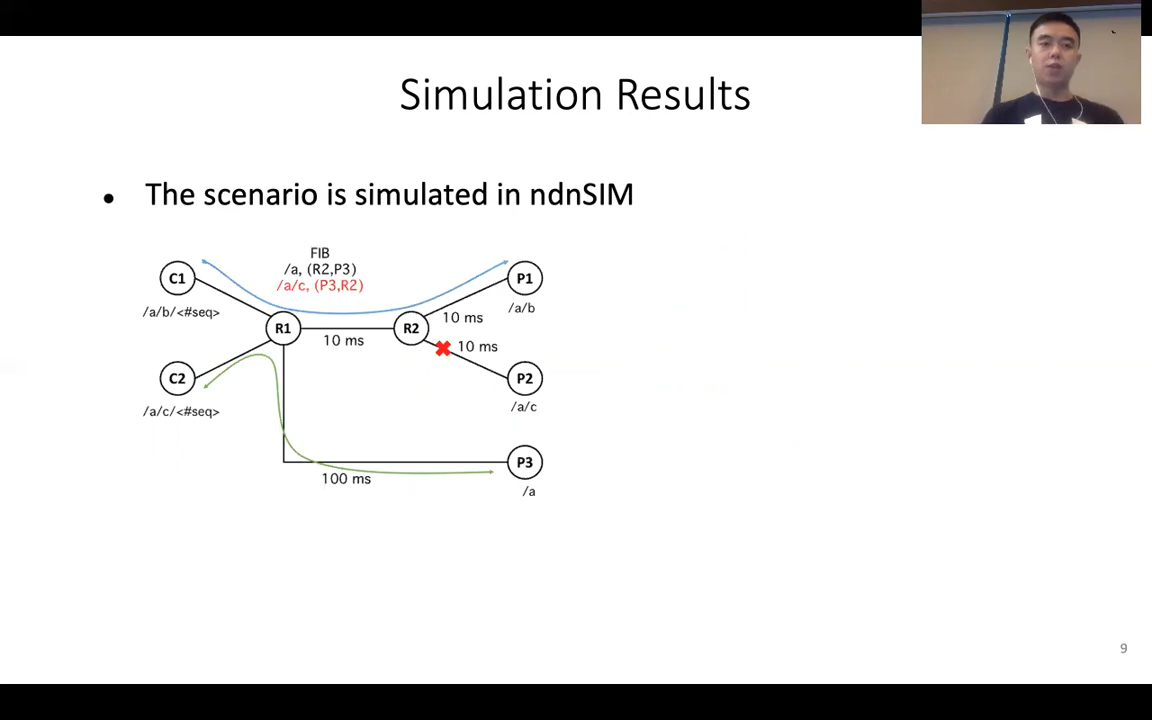 Simulation Results
● The scenario is simulated in ndnSIM
FIB
/a, (R2,P3)
/a/c, (P3,R2)
C1
P1
/a/b/<#seq>
/a/b
10 ms
R1
R2
10 ms
10 ms
C2
P2
/a/c/<#seq>
/a/c
P3
100 ms
/a
9